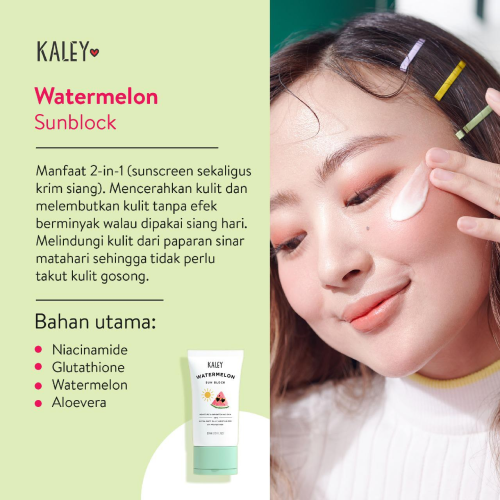 KALEY
Watermelon
Sunblock
Manfaat 2-in-1 (sunscreen sekaligus
krim siang). Mencerahkan kulit dan
melembutkan kulit tanpa efek
berminyak walau dipakai siang hari.
Melindungi kulit dari paparan sinar
matahari sehingga tidak perlu
takut kulit gosong.
Bahan utama:
Niacinamide
Glutathione
Watermelon
Aloevera
KALEY
WATERMELON
SUN BLOCK